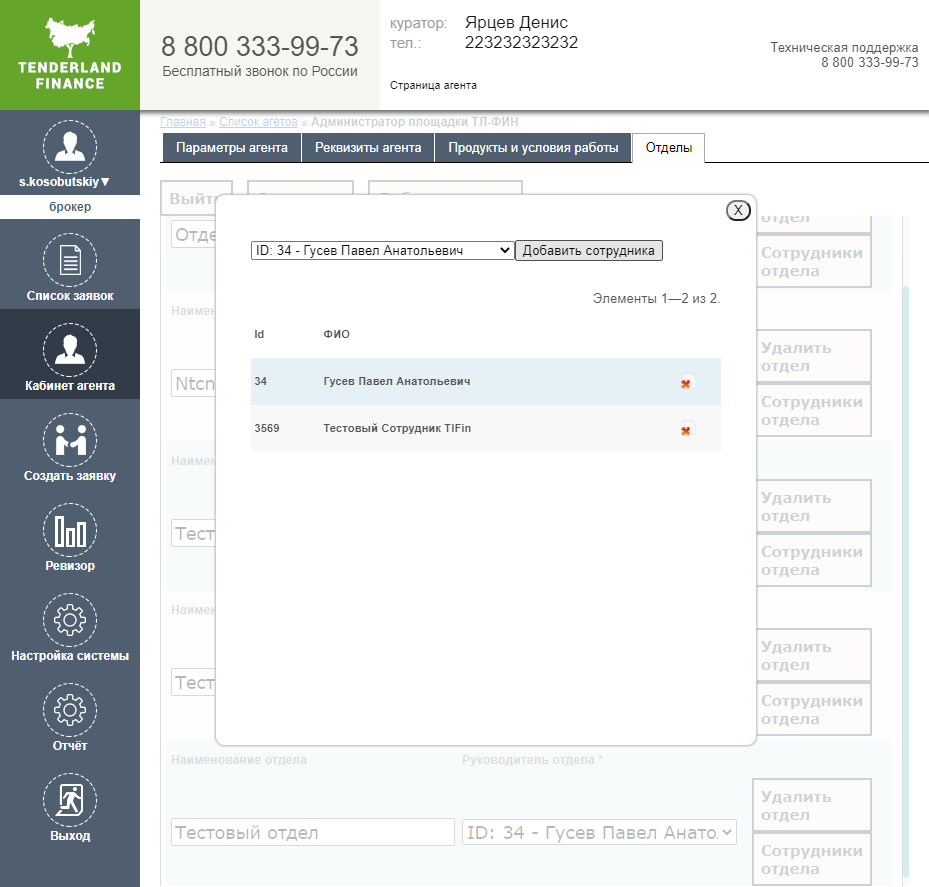 TENDERLAND
FINANCE
8 800 333-99-73
Бесплатный звонок по России
куратор: Ярцев Денис
тел.: 223232323232
Страница агента
Техническая поддержка
8 800 333-99-73
s.kosobutskiy▼
брокер
Список заявок
Кабинет агента
Создать заявку
Ревизор
Настройка системы
Отчёт
Выход
Главная » Список агетов » Администратор площадки ТЛ-ФИН
Параметры агента
Реквизиты агента
Продукты и условия работы
Отделы
X
ID: 34 - Гусев Павел Анатольевич
Добавить сотрудника
Элементы 1—2 из 2.
Id ФИО
34 Гусев Павел Анатольевич
3569 Тестовый Сотрудник TlFin
Отде
отдел
Сотрудники
отдела
Наимен
Ntcn
Удалить
отдел
Сотрудники
отдела
Наимен
Тест
Удалить
отдел
Сотрудники
отдела
Наимен
Тест
Удалить
отдел
Сотрудники
отдела
Наименование отдела
Руководитель отдела *
Тестовый отдел
ID: 34 - Гусев Павел Анато.
Удалить
отдел
Сотрудники
отдела